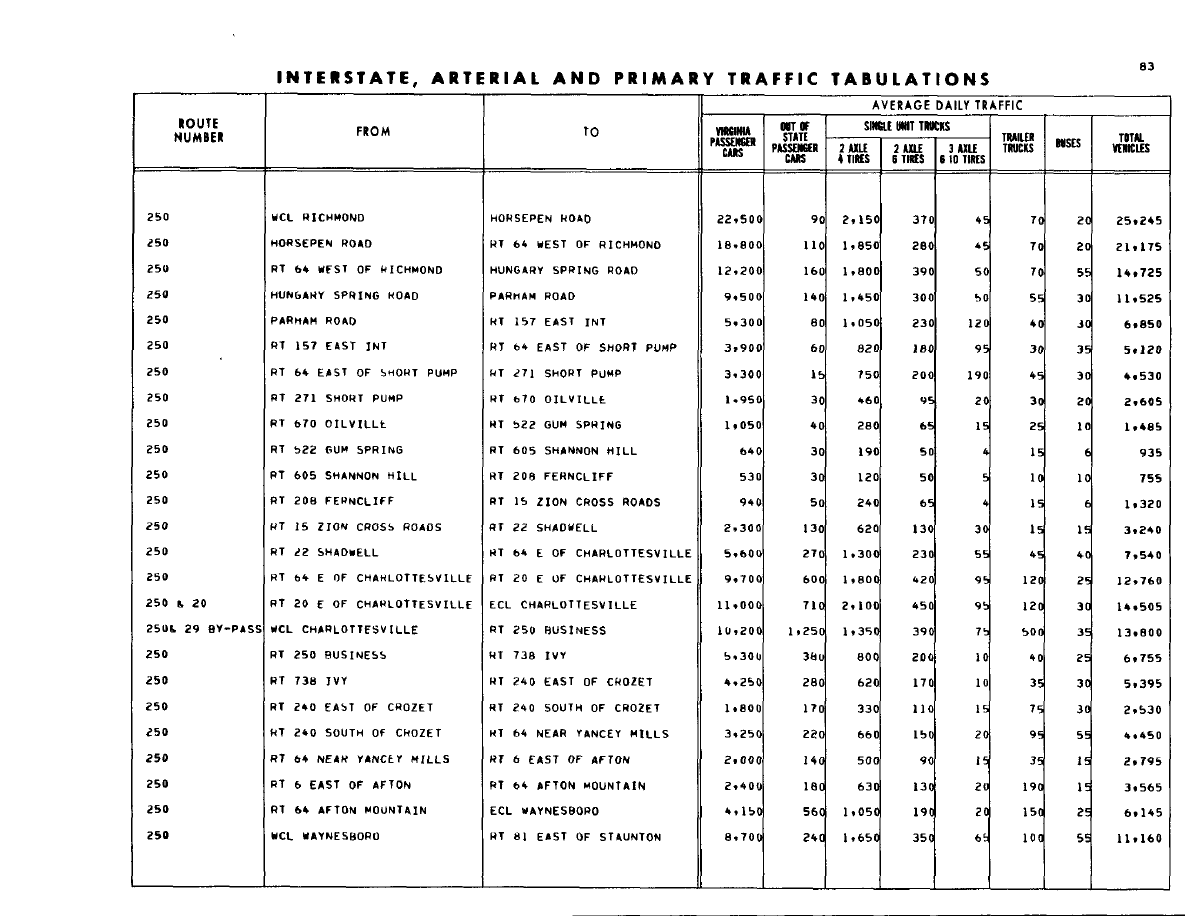 83
INTERSTATE, ARTERIAL AND PRIMARY TRAFFIC TABULATIONS
ROUTE NUMBER FROM TO AVERAGE DAILY TRAFFIC
VIRGINIA PASSENGER CARS OUT OF STATE PASSENGER CARS SINGLE UNIT TRUCKS TRAILER TRUCKS BUSES TOTAL VEHICLES
2 AXLE 4 TIRES 2 AXLE 6 TIRES 3 AXLE 6 10 TIRES
250 WCL RICHMOND HORSEPEN ROAD 22,500 90 2,150 370 45 70 20 25,245
250 HORSEPEN ROAD RT 64 WEST OF RICHMOND 18,800 110 1,850 280 45 70 20 21,175
250 RT 64 WEST OF RICHMOND HUNGARY SPRING ROAD 12,200 160 1,800 390 50 70 55 14,725
250 HUNGARY SPRING ROAD PARHAM ROAD 9,500 140 1,450 300 50 55 30 11,525
250 PARHAM ROAD RT 157 EAST INT 5,300 80 1,050 230 120 40 30 6,850
250 RT 157 EAST INT RT 64 EAST OF SHORT PUMP 3,900 60 820 180 95 30 35 5,120
250 RT 64 EAST OF SHORT PUMP RT 271 SHORT PUMP 3,300 15 750 200 190 45 30 4,530
250 RT 271 SHORT PUMP RT 670 OILVILLE 1,950 30 460 95 20 30 20 2,605
250 RT 670 OILVILLE RT 522 GUM SPRING 1,050 40 280 65 15 25 10 1,485
250 RT 522 GUM SPRING RT 605 SHANNON HILL 640 30 190 50 4 15 6 935
250 RT 605 SHANNON HILL RT 208 FERNCLIFF 530 30 120 50 5 10 10 755
250 RT 208 FERNCLIFF RT 15 ZION CROSS ROADS 940 50 240 65 4 15 6 1,320
250 RT 15 ZION CROSS ROADS RT 22 SHADWELL 2,300 130 620 130 30 15 15 3,240
250 RT 22 SHADWELL RT 64 E OF CHARLOTTESVILLE 5,600 270 1,300 230 55 45 40 7,540
250 RT 64 E OF CHARLOTTESVILLE RT 20 E OF CHARLOTTESVILLE 9,700 600 1,800 420 95 120 25 12,760
250 & 20 RT 20 E OF CHARLOTTESVILLE ECL CHARLOTTESVILLE 11,000 710 2,100 450 95 120 30 14,505
250& 29 BY-PASS WCL CHARLOTTESVILLE RT 250 BUSINESS 10,200 1,250 1,350 390 75 500 35 13,800
250 RT 250 BUSINESS RT 738 IVY 5,300 380 800 200 10 40 25 6,755
250 RT 738 IVY RT 240 EAST OF CROZET 4,250 280 620 170 10 35 30 5,395
250 RT 240 EAST OF CROZET RT 240 SOUTH OF CROZET 1,800 170 330 110 15 75 30 2,530
250 RT 240 SOUTH OF CROZET RT 64 NEAR YANCEY MILLS 3,250 220 660 150 20 95 55 4,450
250 RT 64 NEAR YANCEY MILLS RT 6 EAST OF AFTON 2,000 140 500 90 15 35 15 2,795
250 RT 6 EAST OF AFTON RT 64 AFTON MOUNTAIN 2,400 180 630 130 20 190 15 3,565
250 RT 64 AFTON MOUNTAIN ECL WAYNESBORO 4,150 560 1,050 190 20 150 25 6,145
250 WCL WAYNESBORO RT 81 EAST OF STAUNTON 8,700 240 1,650 350 65 100 55 11,160